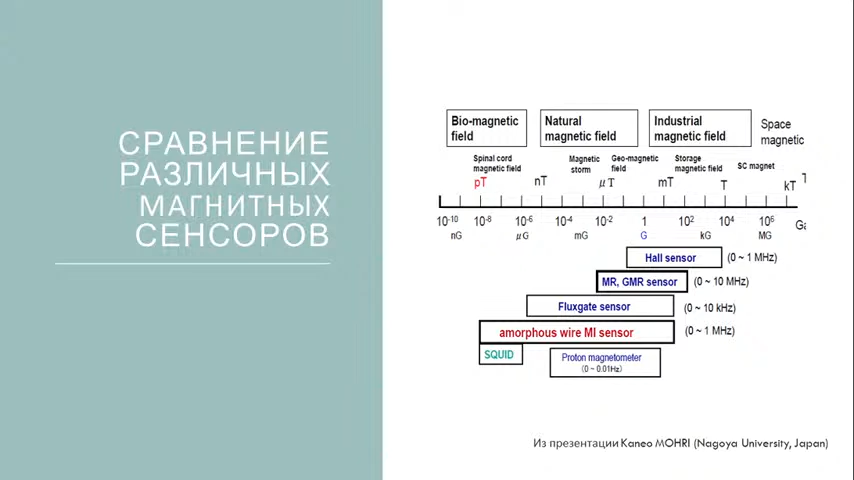 СРАВНЕНИЕ
РАЗЛИЧНЫХ
МАГНИТНЫХ
СЕНСОРОВ
Bio-magnetic
field
Natural
magnetic field
Industrial
magnetic field
Space
magnetic
Spinal cord
magnetic field
Magnetic
storm
Geo-magnetic
field
Storage
magnetic field
SC magnet
pT nT μT mT T kT T
10-10 10-8 10-6 10-4 10-2 1 102 104 106 Ga
nG μG mG G kG MG
Hall sensor (0 ~ 1 MHz)
MR, GMR sensor (0 ~ 10 MHz)
Fluxgate sensor (0 ~ 10 kHz)
amorphous wire MI sensor (0 ~ 1 MHz)
SQUID
Proton magnetometer
(0 ~ 0.01Hz)
Из презентации Kaneo MOHRI (Nagoya University, Japan)